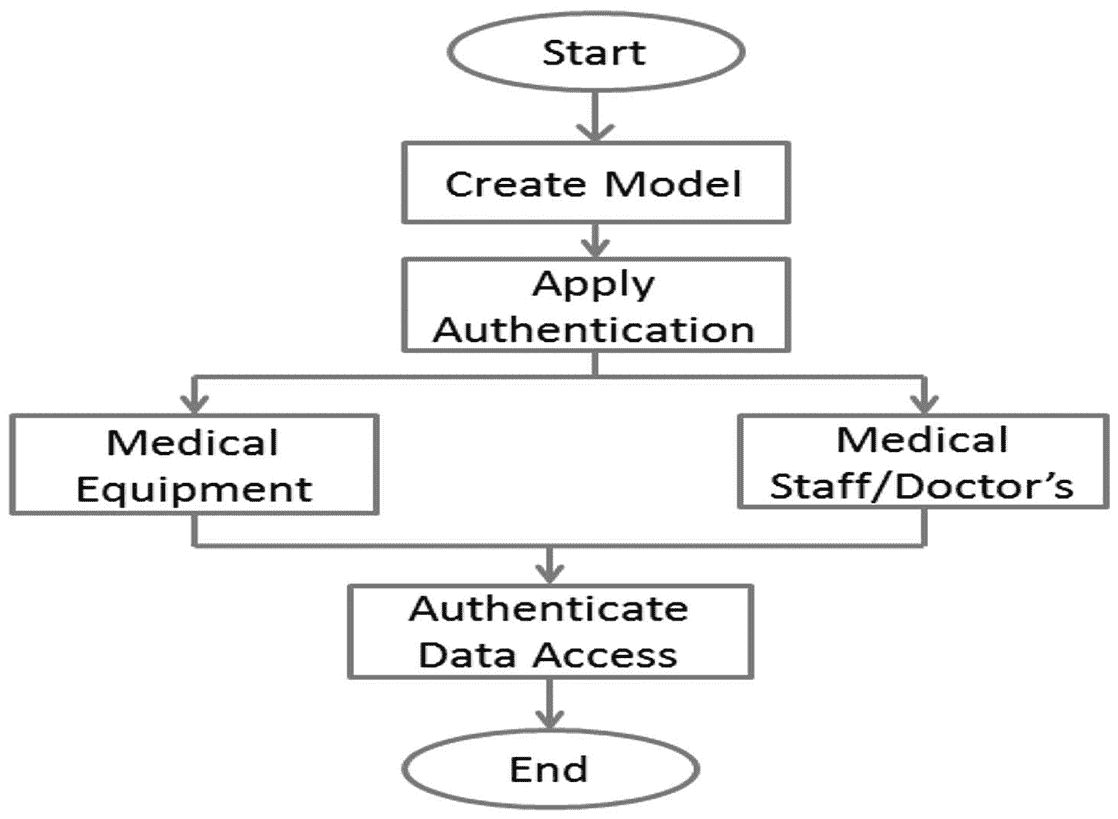 Start
Create Model
Apply
Authentication
Medical
Equipment
Medical
Staff/Doctor’s
Authenticate
Data Access
End